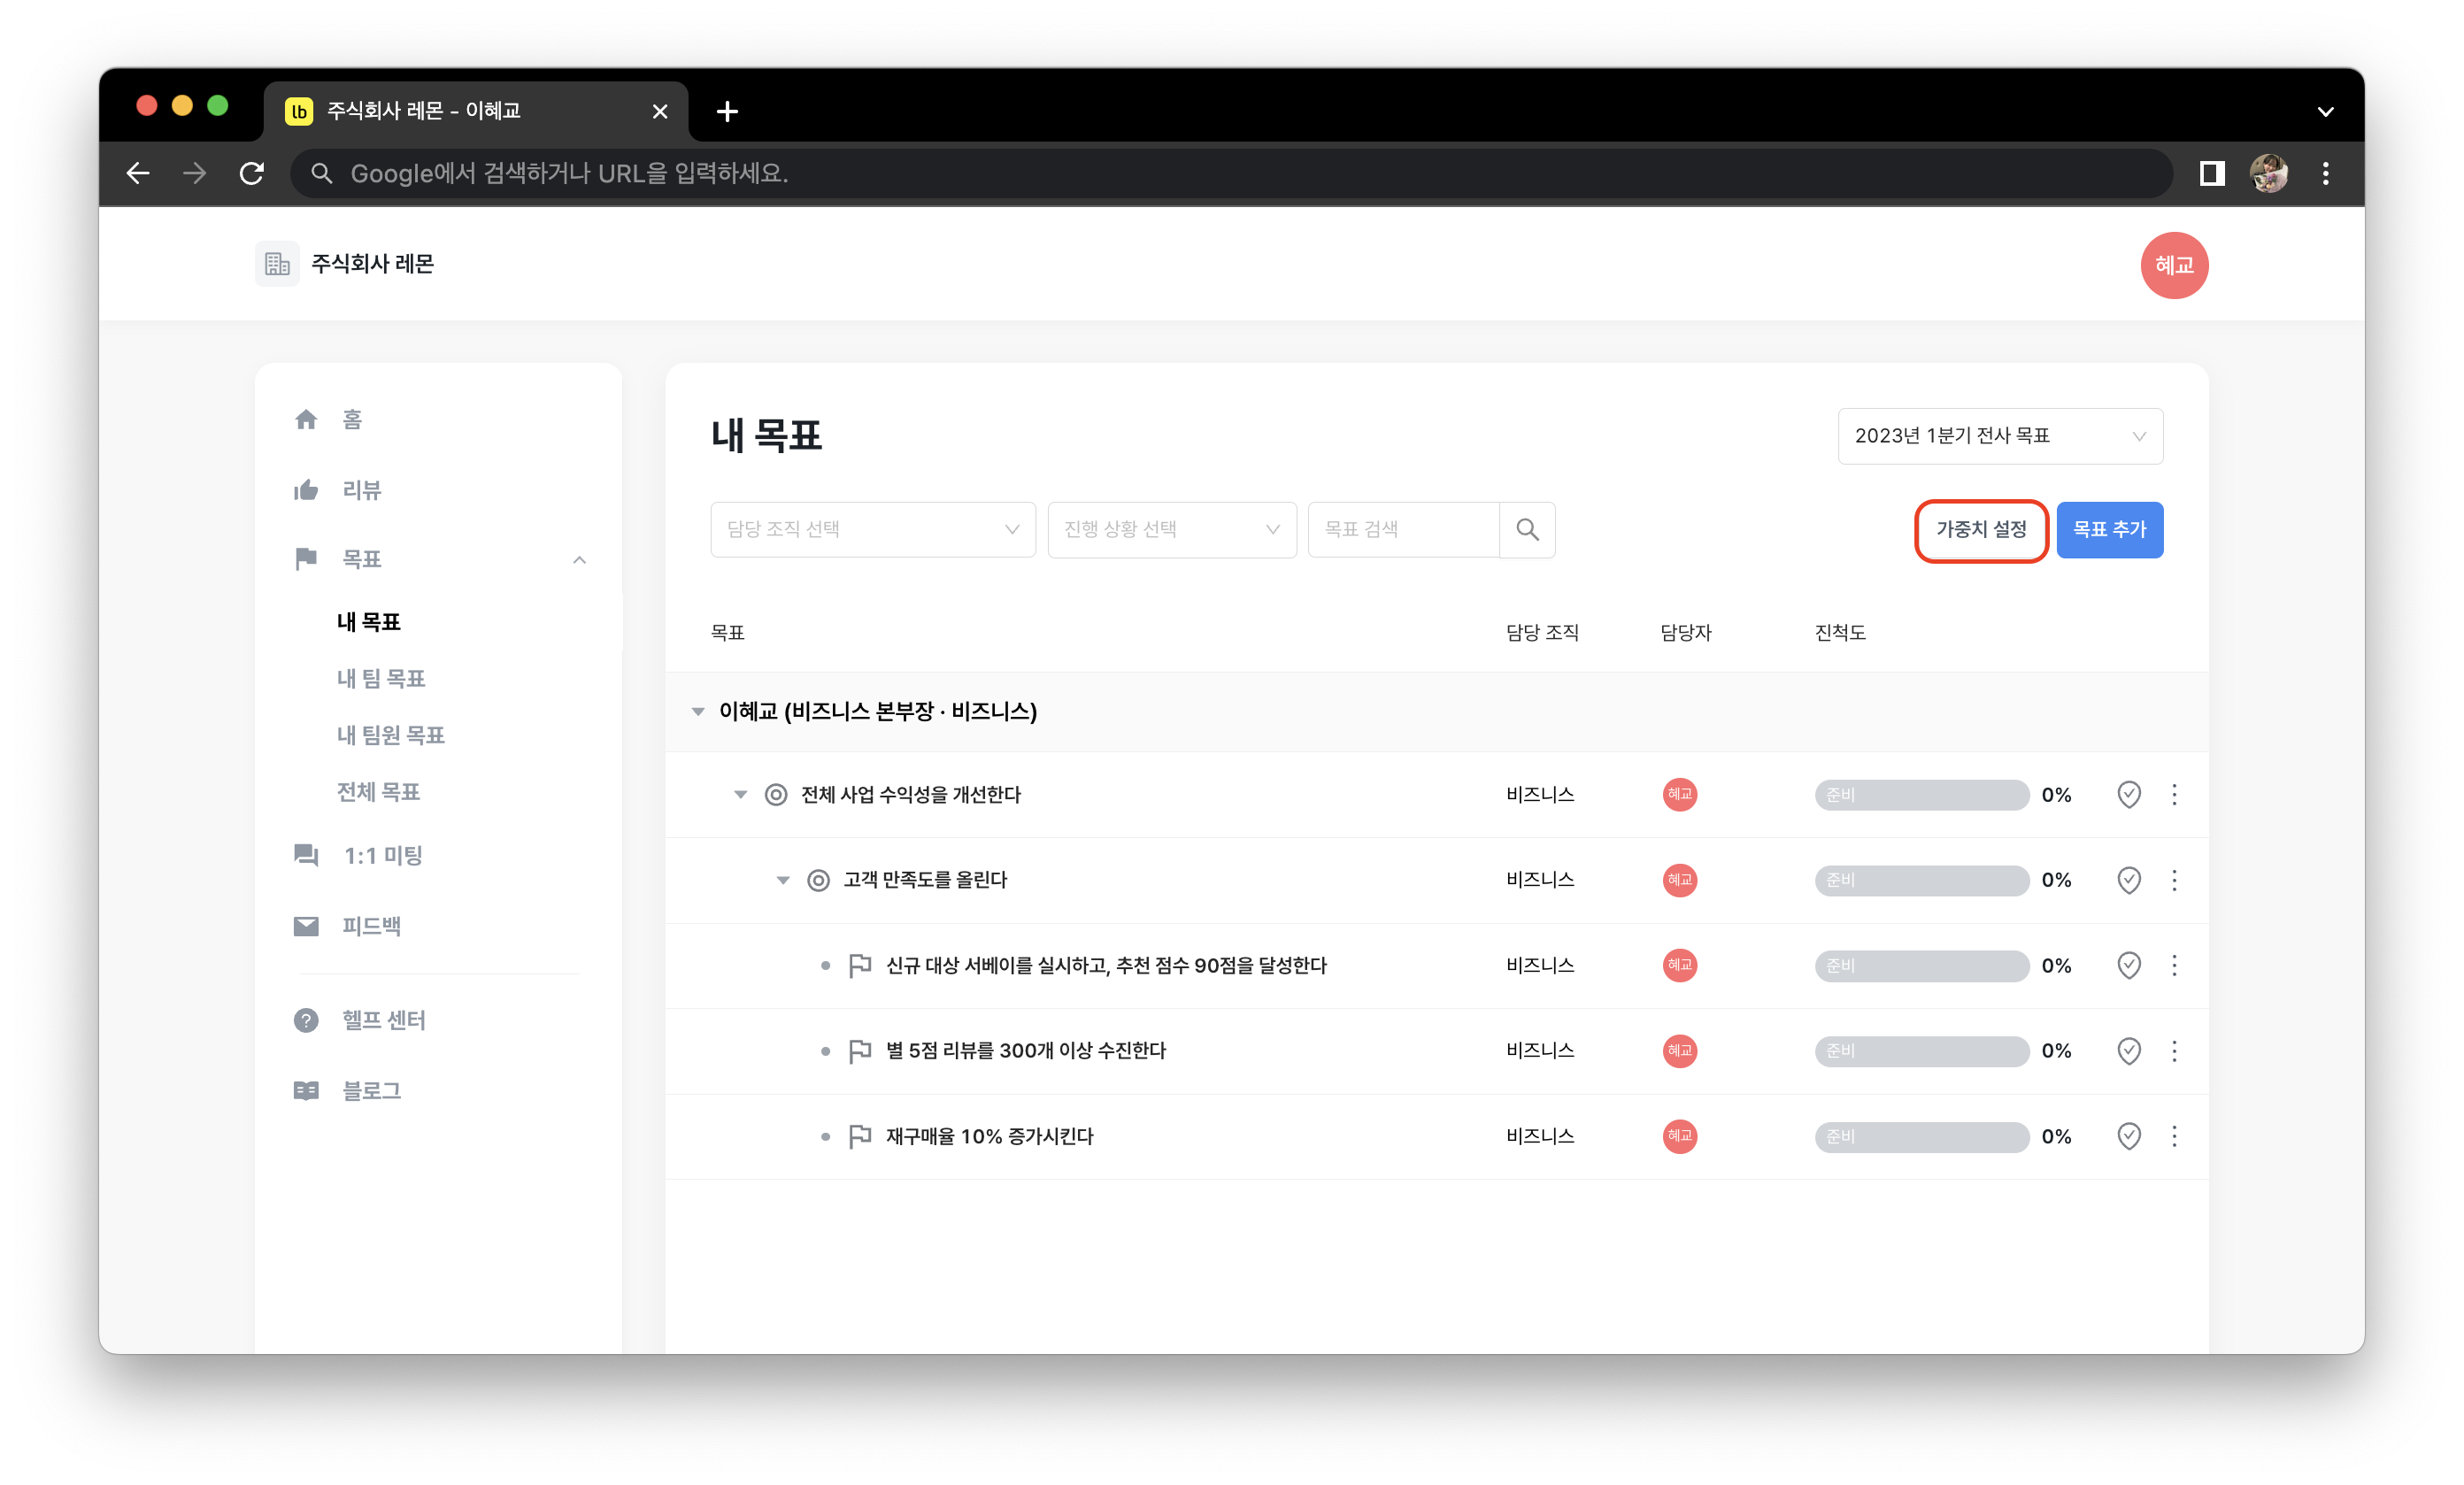 lb 주식회사 레몬 - 이혜교
Google에서 검색하거나 URL을 입력하세요.
주식회사 레몬
혜교
홈
리뷰
목표
내 목표
내 팀 목표
내 팀원 목표
전체 목표
1:1 미팅
피드백
헬프 센터
블로그
내 목표
2023년 1분기 전사 목표
담당 조직 선택 진행 상황 선택 목표 검색 가중치 설정 목표 추가
목표 담당 조직 담당자 진척도
이혜교 (비즈니스 본부장 · 비즈니스)
전체 사업 수익성을 개선한다 비즈니스 혜교 준비 0%
고객 만족도를 올린다 비즈니스 혜교 준비 0%
신규 대상 서베이를 실시하고, 추천 점수 90점을 달성한다 비즈니스 혜교 준비 0%
별 5점 리뷰를 300개 이상 수진한다 비즈니스 혜교 준비 0%
재구매율 10% 증가시킨다 비즈니스 혜교 준비 0%